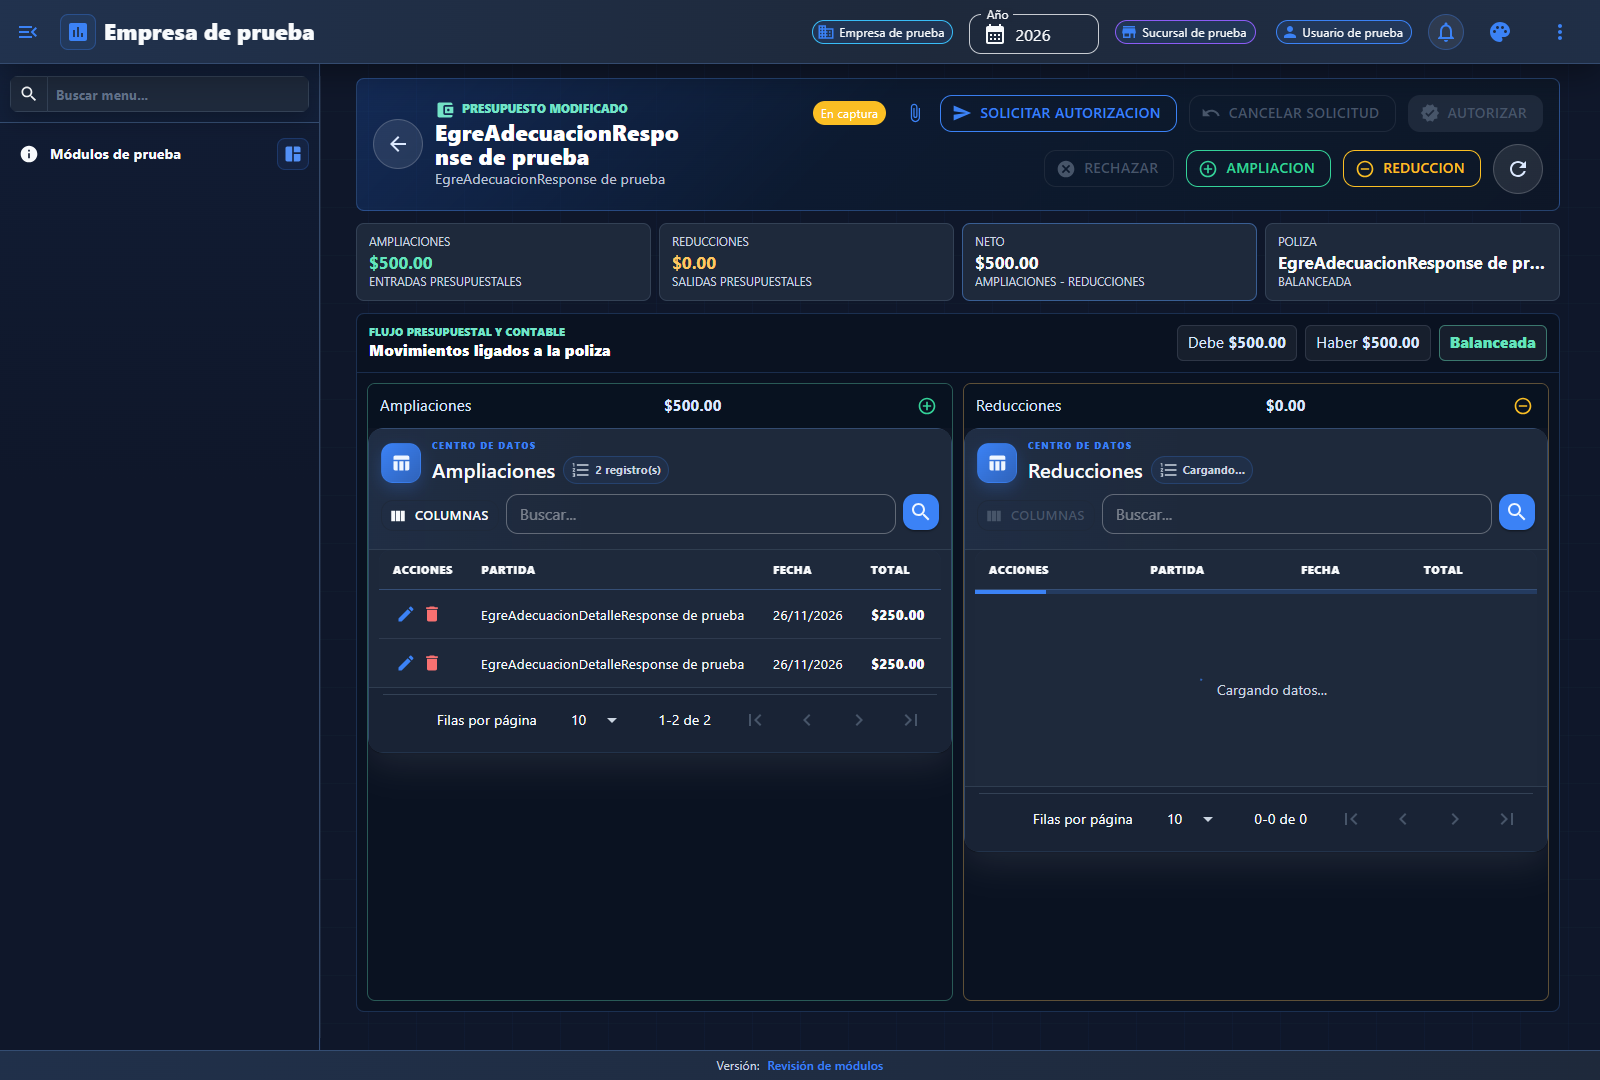 Empresa de prueba
Empresa de prueba
Año
2026
Sucursal de prueba
Usuario de prueba
Buscar menu...
Módulos de prueba
PRESUPUESTO MODIFICADO
EgreAdecuacionRespo
nse de prueba
EgreAdecuacionResponse de prueba
En captura
SOLICITAR AUTORIZACION
CANCELAR SOLICITUD
AUTORIZAR
RECHAZAR
AMPLIACION
REDUCCION
AMPLIACIONES
$500.00
ENTRADAS PRESUPUESTALES
REDUCCIONES
$0.00
SALIDAS PRESUPUESTALES
NETO
$500.00
AMPLIACIONES - REDUCCIONES
POLIZA
EgreAdecuacionResponse de pr...
BALANCEADA
FLUJO PRESUPUESTAL Y CONTABLE
Movimientos ligados a la poliza
Debe $500.00
Haber $500.00
Balanceada
Ampliaciones
$500.00
CENTRO DE DATOS
Ampliaciones
2 registro(s)
COLUMNAS
Buscar...
ACCIONES PARTIDA FECHA TOTAL
EgreAdecuacionDetalleResponse de prueba 26/11/2026 $250.00
EgreAdecuacionDetalleResponse de prueba 26/11/2026 $250.00
Filas por página 10 1-2 de 2
Reducciones
$0.00
CENTRO DE DATOS
Reducciones
Cargando...
COLUMNAS
Buscar...
ACCIONES PARTIDA FECHA TOTAL
Cargando datos...
Filas por página 10 0-0 de 0
Versión: Revisión de módulos